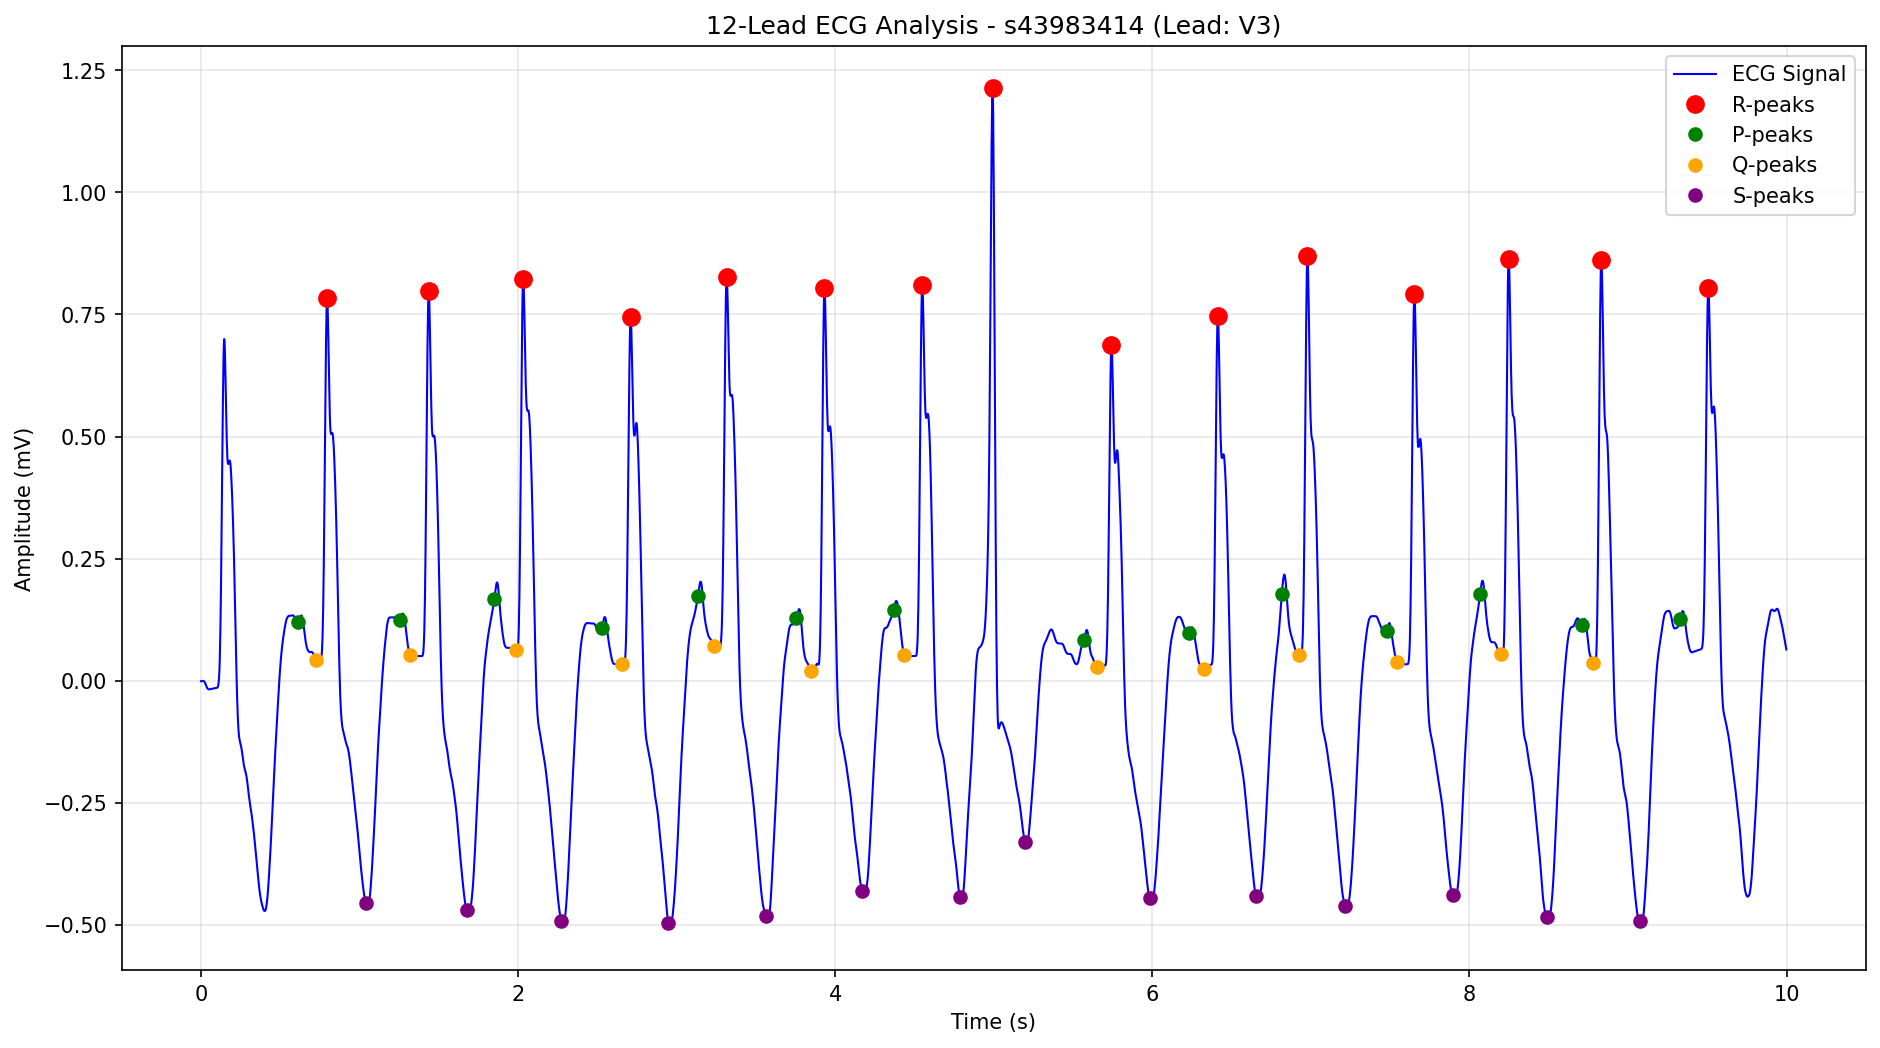 12-Lead ECG Analysis - s43983414 (Lead: V3)
ECG Signal
R-peaks
P-peaks
Q-peaks
S-peaks
Amplitude (mV)
1.25
1.00
0.75
0.50
0.25
0.00
−0.25
−0.50
0 2 4 6 8 10
Time (s)